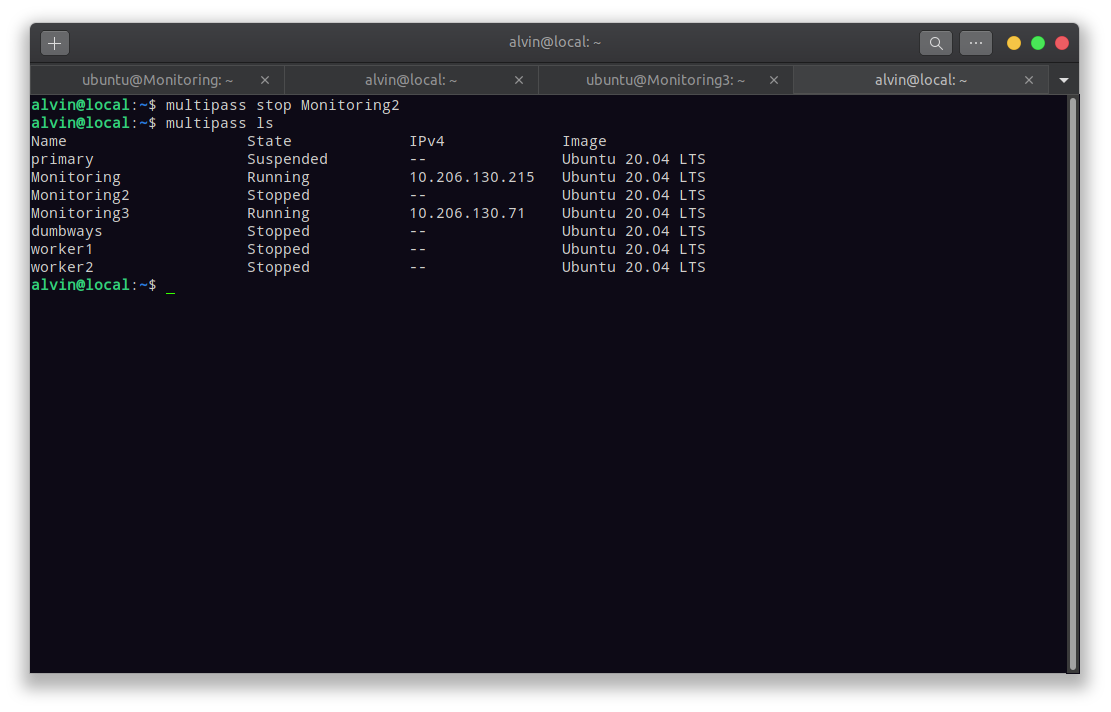 alvin@local: ~
ubuntu@Monitoring: ~ × alvin@local: ~ × ubuntu@Monitoring3: ~ × alvin@local: ~ ×
alvin@local:~$ multipass stop Monitoring2
alvin@local:~$ multipass ls
Name State IPv4 Image
primary Suspended -- Ubuntu 20.04 LTS
Monitoring Running 10.206.130.215 Ubuntu 20.04 LTS
Monitoring2 Stopped -- Ubuntu 20.04 LTS
Monitoring3 Running 10.206.130.71 Ubuntu 20.04 LTS
dumbways Stopped -- Ubuntu 20.04 LTS
worker1 Stopped -- Ubuntu 20.04 LTS
worker2 Stopped -- Ubuntu 20.04 LTS
alvin@local:~$ _